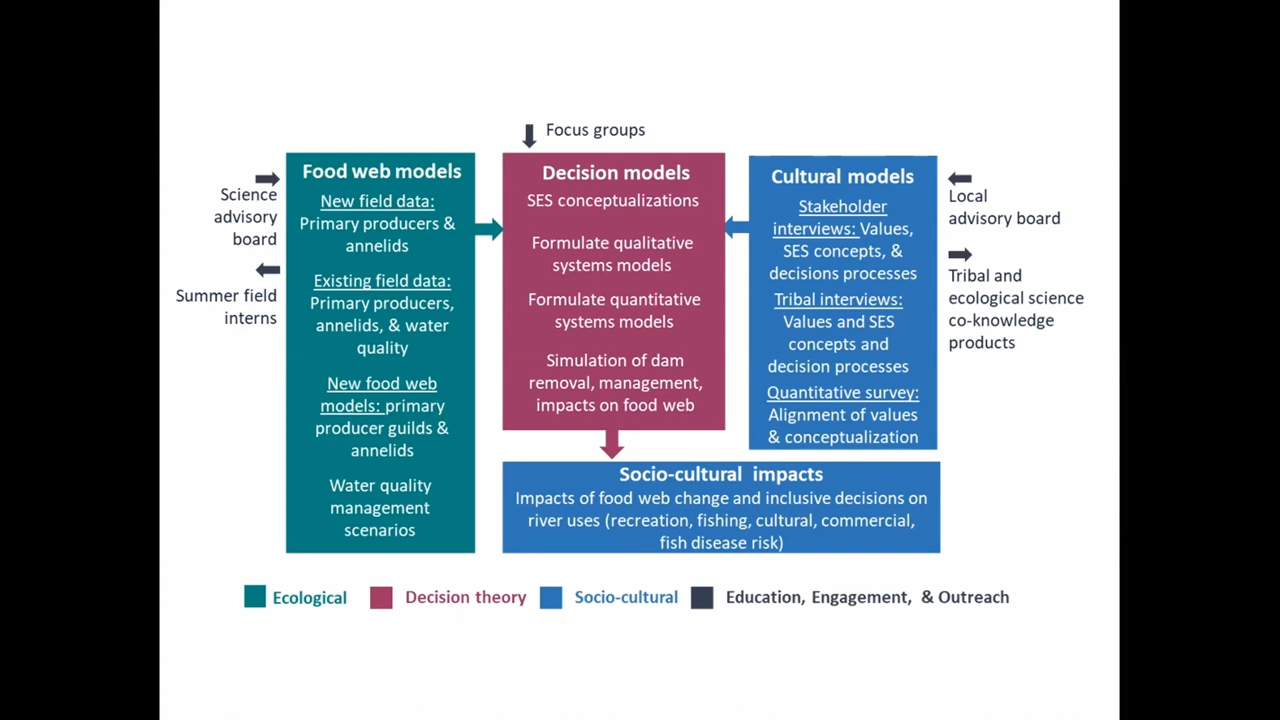 Focus groups
Science
advisory
board
Summer field
interns
Food web models
New field data:
Primary producers &
annelids
Existing field data:
Primary producers,
annelids, & water
quality
New food web
models: primary
producer guilds &
annelids
Water quality
management
scenarios
Decision models
SES conceptualizations
Formulate qualitative
systems models
Formulate quantitative
systems models
Simulation of dam
removal, management,
impacts on food web
Cultural models
Stakeholder
interviews: Values,
SES concepts, &
decisions processes
Tribal interviews:
Values and SES
concepts and
decision processes
Quantitative survey:
Alignment of values
& conceptualization
Local
advisory board
Tribal and
ecological science
co-knowledge
products
Socio-cultural impacts
Impacts of food web change and inclusive decisions on
river uses (recreation, fishing, cultural, commercial,
fish disease risk)
Ecological
Decision theory
Socio-cultural
Education, Engagement, & Outreach